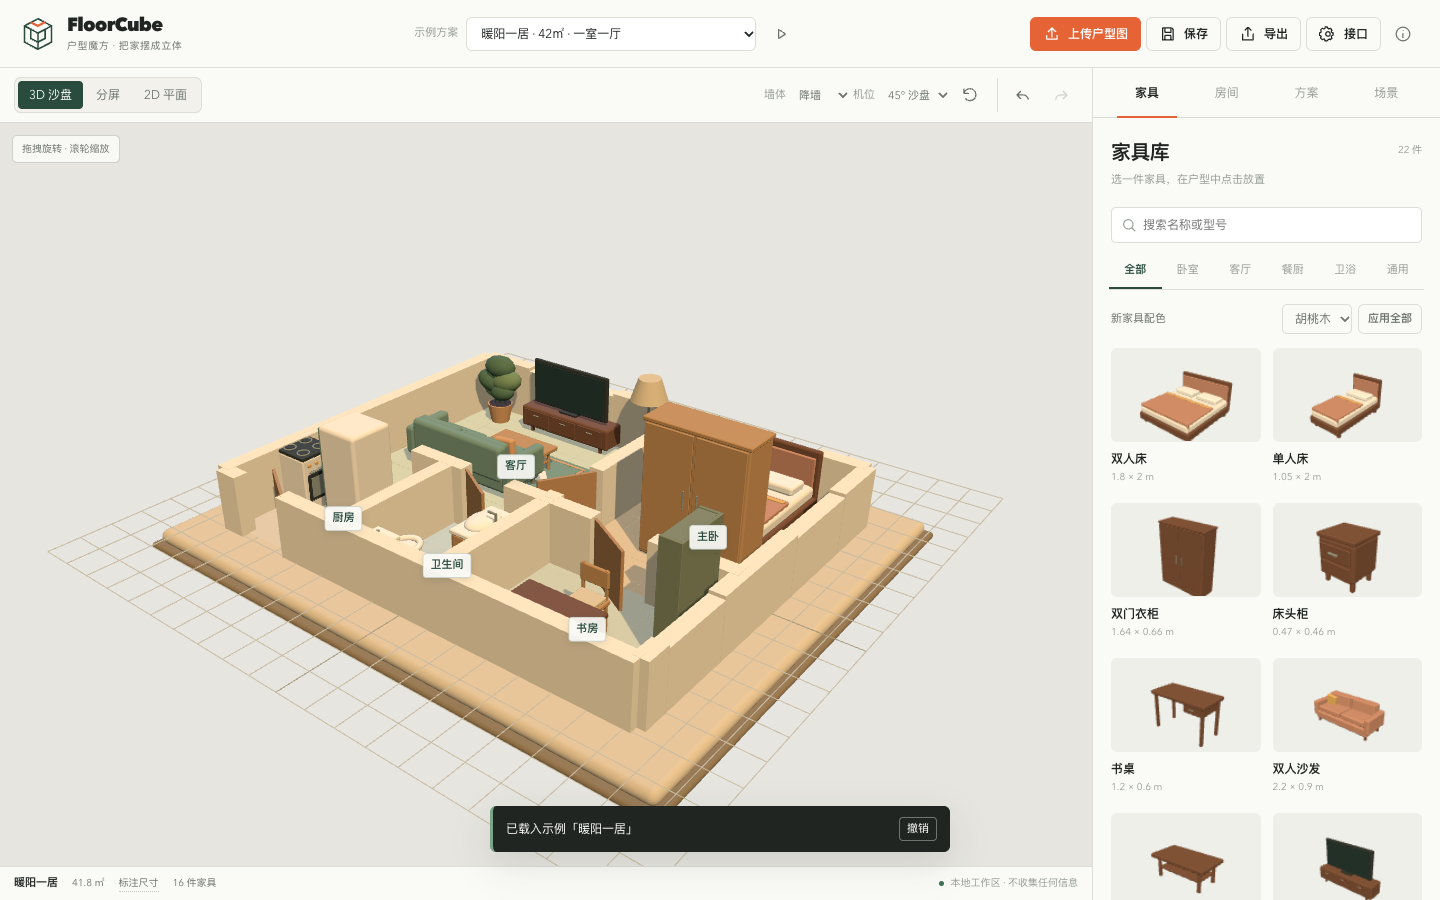 FloorCube
户型魔方 · 把家摆成立体
示例方案
暖阳一居 · 42㎡ · 一室一厅
上传户型图
保存
导出
接口
3D 沙盘
分屏
2D 平面
墙体
降墙
机位
45° 沙盘
家具
房间
方案
场景
拖拽旋转 · 滚轮缩放
家具库
22 件
选一件家具，在户型中点击放置
搜索名称或型号
全部
卧室
客厅
餐厨
卫浴
通用
新家具配色
胡桃木
应用全部
双人床
1.8 × 2 m
单人床
1.05 × 2 m
双门衣柜
1.64 × 0.66 m
床头柜
0.47 × 0.46 m
书桌
1.2 × 0.6 m
双人沙发
2.2 × 0.9 m
客厅
厨房
主卧
卫生间
书房
已载入示例「暖阳一居」
撤销
暖阳一居
41.8 ㎡
标注尺寸
16 件家具
本地工作区 · 不收集任何信息